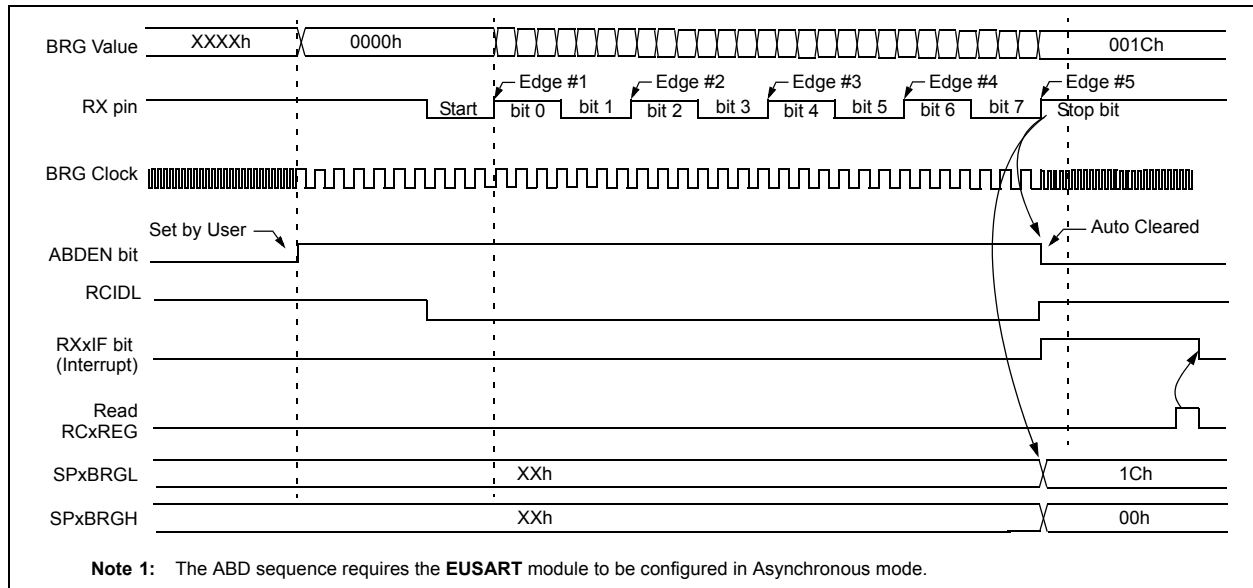 BRG Value XXXXh 0000h 001Ch
Edge #1 Edge #2 Edge #3 Edge #4 Edge #5
RX pin Start bit 0 bit 1 bit 2 bit 3 bit 4 bit 5 bit 6 bit 7 Stop bit
BRG Clock
Set by User Auto Cleared
ABDEN bit
RCIDL
RXxIF bit
(Interrupt)
Read
RCxREG
SPxBRGL XXh 1Ch
SPxBRGH XXh 00h
Note 1: The ABD sequence requires the EUSART module to be configured in Asynchronous mode.